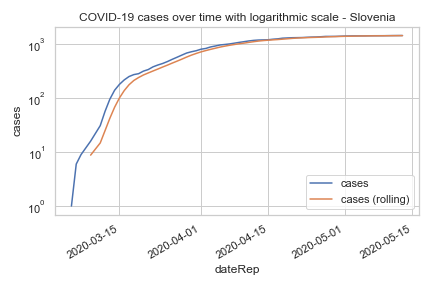 COVID-19 cases over time with logarithmic scale - Slovenia
cases
10³
10²
10¹
10⁰
cases
cases (rolling)
2020-03-15
2020-04-01
2020-04-15
2020-05-01
2020-05-15
dateRep